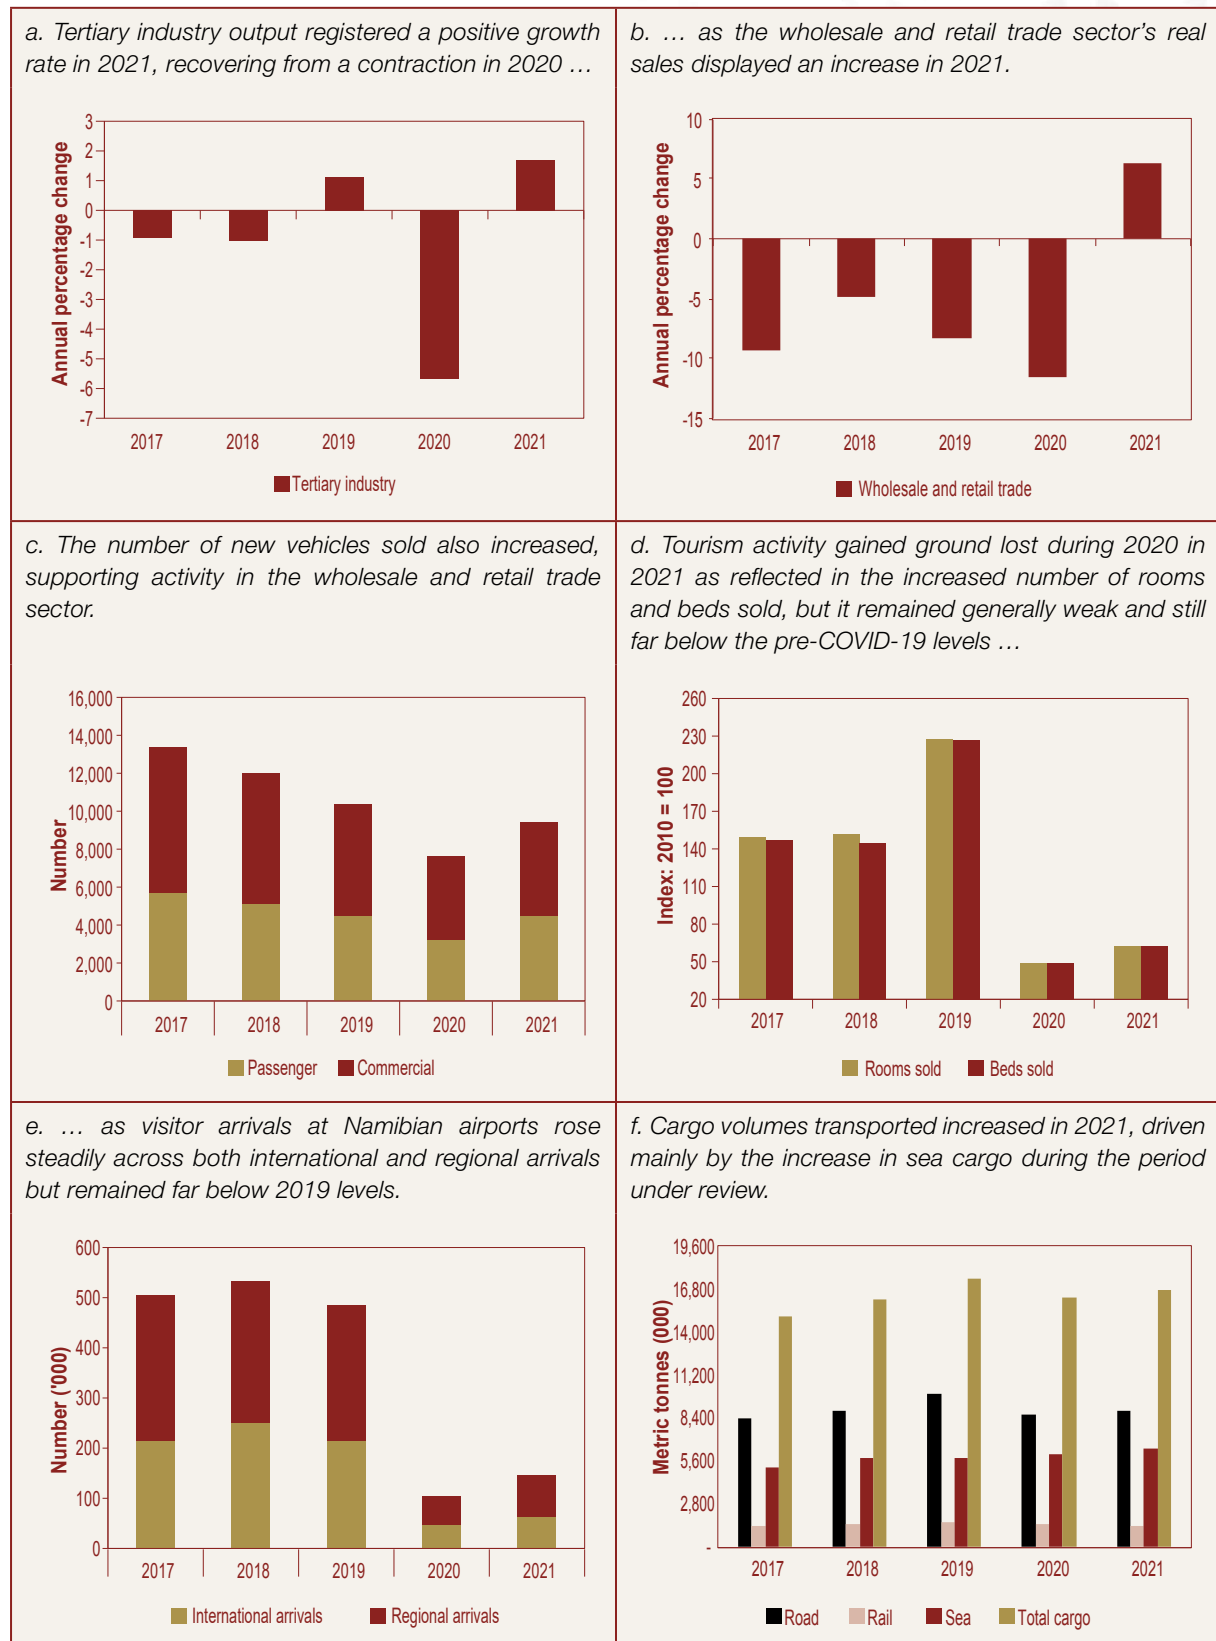 a. Tertiary industry output registered a positive growth
rate in 2021, recovering from a contraction in 2020 …
Annual percentage change
3
2
1
0
-1
-2
-3
-4
-5
-6
-7
2017 2018 2019 2020 2021
Tertiary industry
b. … as the wholesale and retail trade sector’s real
sales displayed an increase in 2021.
Annual percentage change
10
5
0
-5
-10
-15
2017 2018 2019 2020 2021
Wholesale and retail trade
c. The number of new vehicles sold also increased,
supporting activity in the wholesale and retail trade
sector.
Number
16,000
14,000
12,000
10,000
8,000
6,000
4,000
2,000
0
2017 2018 2019 2020 2021
Passenger Commercial
d. Tourism activity gained ground lost during 2020 in
2021 as reflected in the increased number of rooms
and beds sold, but it remained generally weak and still
far below the pre-COVID-19 levels …
Index: 2010 = 100
260
230
200
170
140
110
80
50
20
2017 2018 2019 2020 2021
Rooms sold Beds sold
e. … as visitor arrivals at Namibian airports rose
steadily across both international and regional arrivals
but remained far below 2019 levels.
Number ('000)
600
500
400
300
200
100
0
2017 2018 2019 2020 2021
International arrivals Regional arrivals
f. Cargo volumes transported increased in 2021, driven
mainly by the increase in sea cargo during the period
under review.
Metric tonnes (000)
19,600
16,800
14,000
11,200
8,400
5,600
2,800
-
2017 2018 2019 2020 2021
Road Rail Sea Total cargo